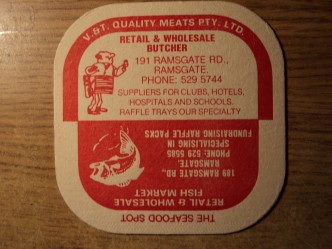 V.&T. QUALITY MEATS PTY. LTD.
RETAIL & WHOLESALE
BUTCHER
191 RAMSGATE RD.,
RAMSGATE.
PHONE: 529 5744
SUPPLIERS FOR CLUBS, HOTELS,
HOSPITALS AND SCHOOLS.
RAFFLE TRAYS OUR SPECIALTY
THE SEAFOOD SPOT
RETAIL & WHOLESALE
FISH MARKET
189 RAMSGATE RD.,
RAMSGATE.
PHONE: 529 5585
SPECIALISING IN
FUNDRAISING RAFFLE PACKS